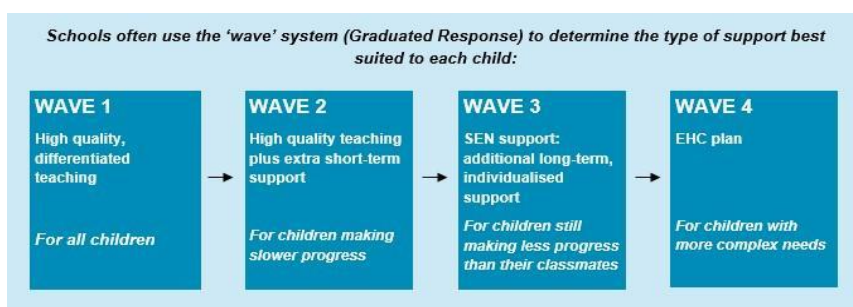 Schools often use the ‘wave’ system (Graduated Response) to determine the type of support best
suited to each child:
WAVE 1
High quality,
differentiated
teaching
For all children
WAVE 2
High quality teaching
plus extra short-term
support
For children making
slower progress
WAVE 3
SEN support:
additional long-term,
individualised
support
For children still
making less progress
than their classmates
WAVE 4
EHC plan
For children with
more complex needs